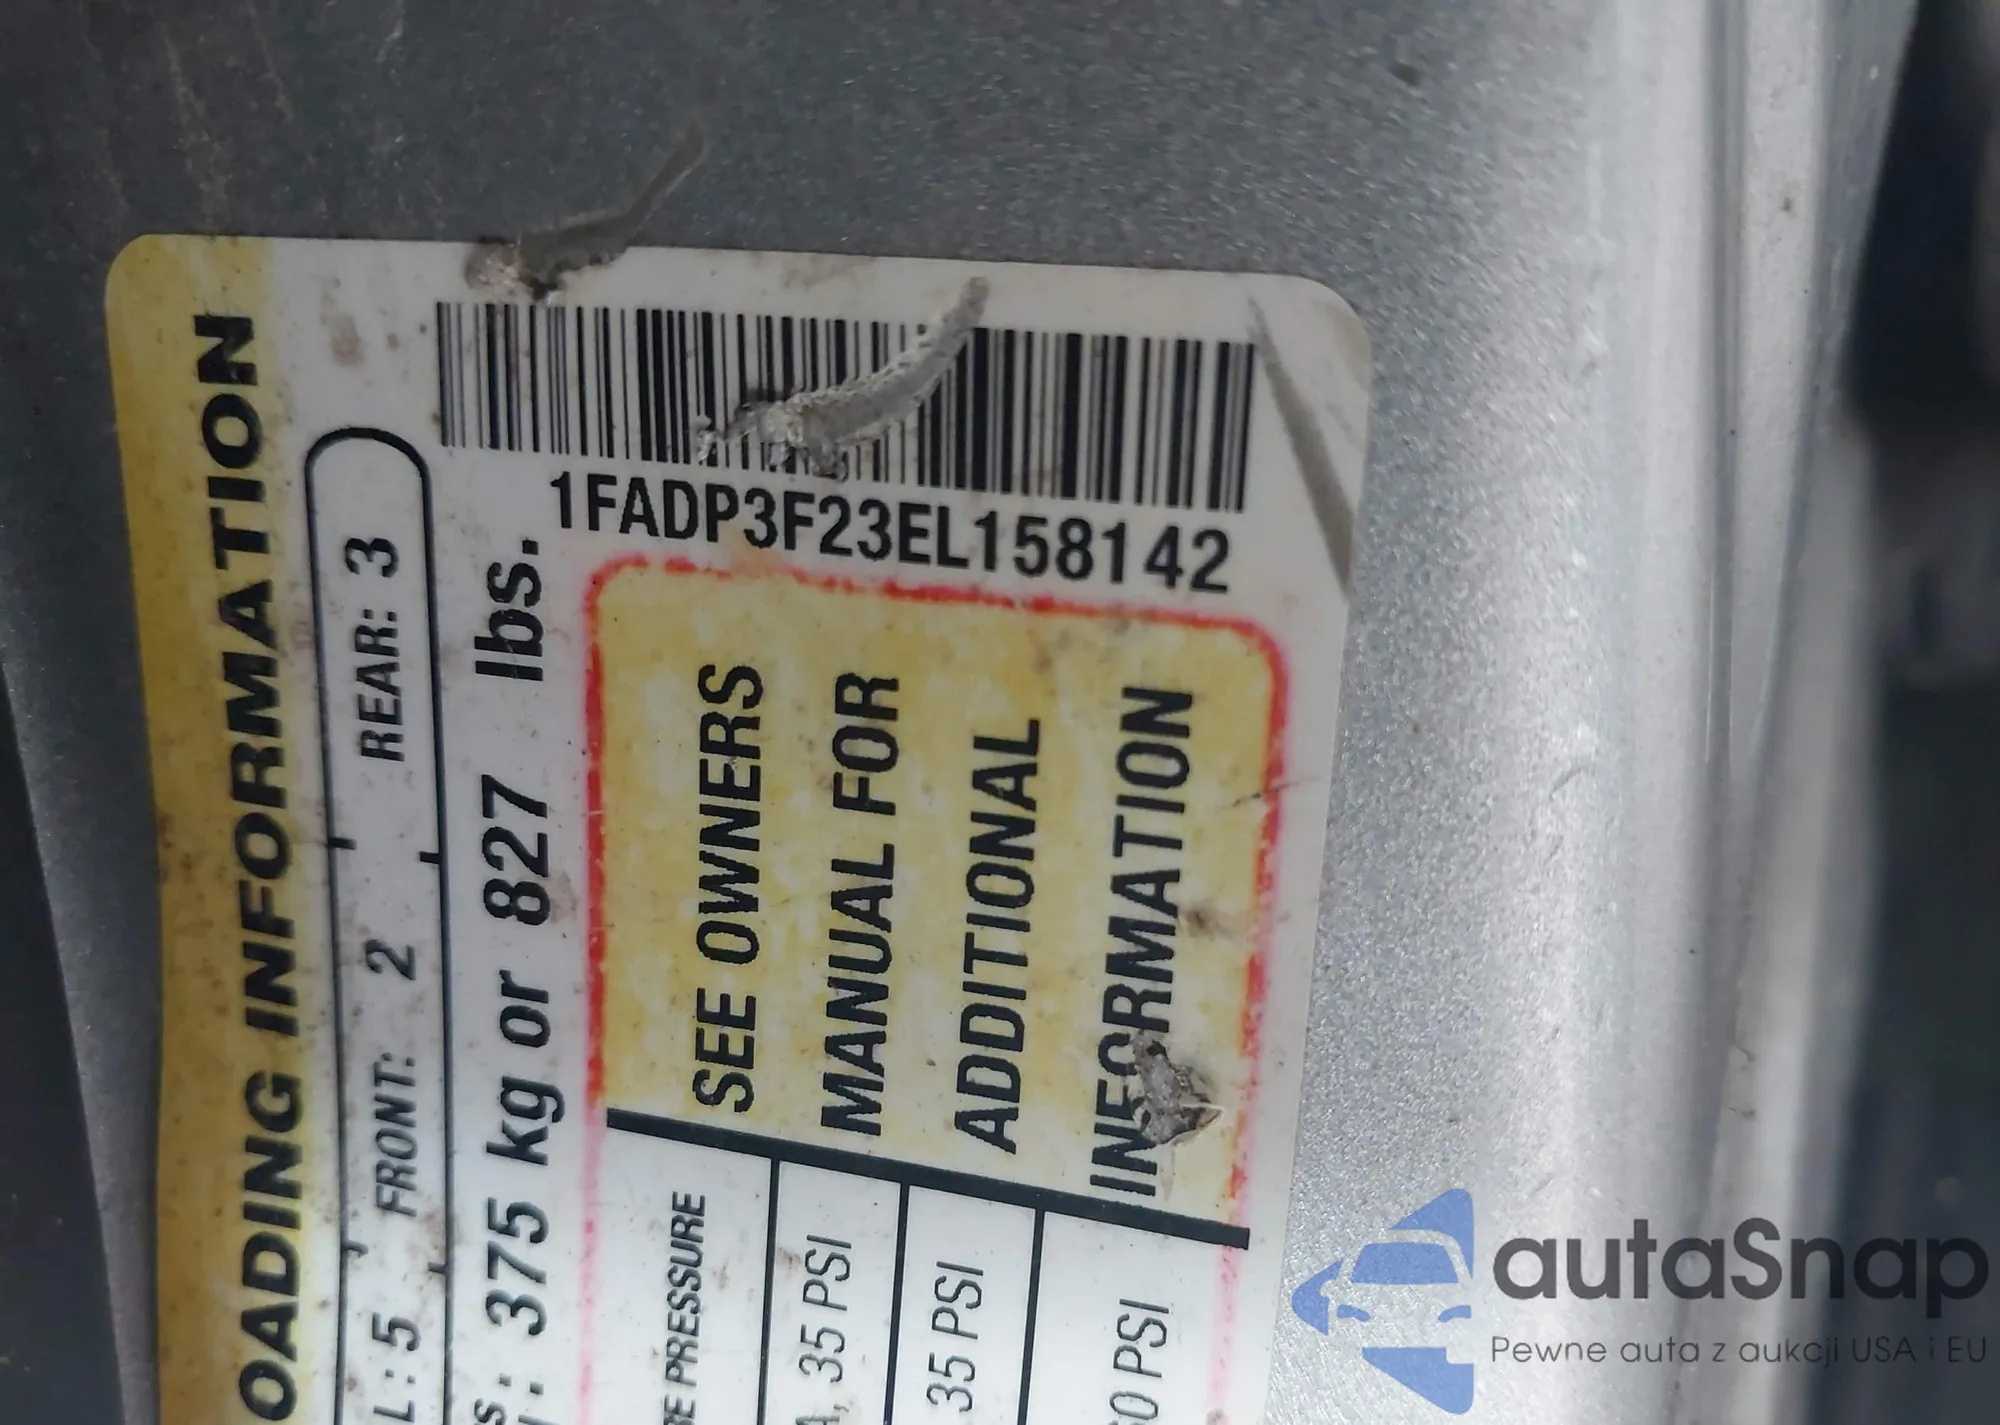 OADING INFORMATION
L: 5 FRONT: 2 REAR: 3
: 375 kg or 827 lbs.
1FADP3F23EL158142
SEE OWNERS
MANUAL FOR
ADDITIONAL
INFORMATION
RE PRESSURE
, 35 PSI
35 PSI
0 PSI
autaSnap
Pewne auta z aukcji USA i EU